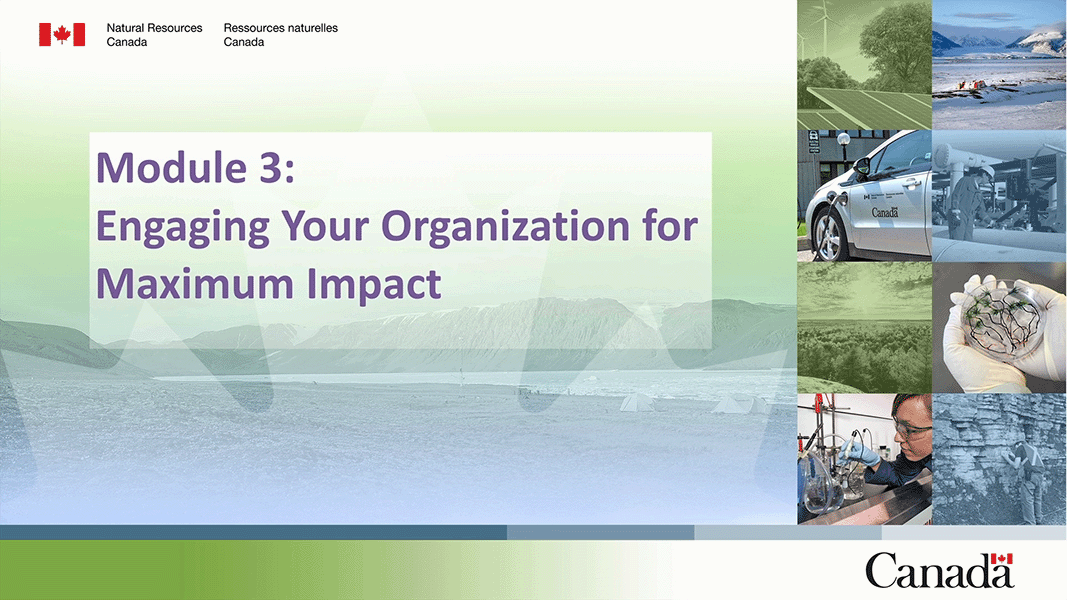 Natural Resources Canada
Ressources naturelles Canada
Module 3:
Engaging Your Organization for
Maximum Impact
Canada
Canada